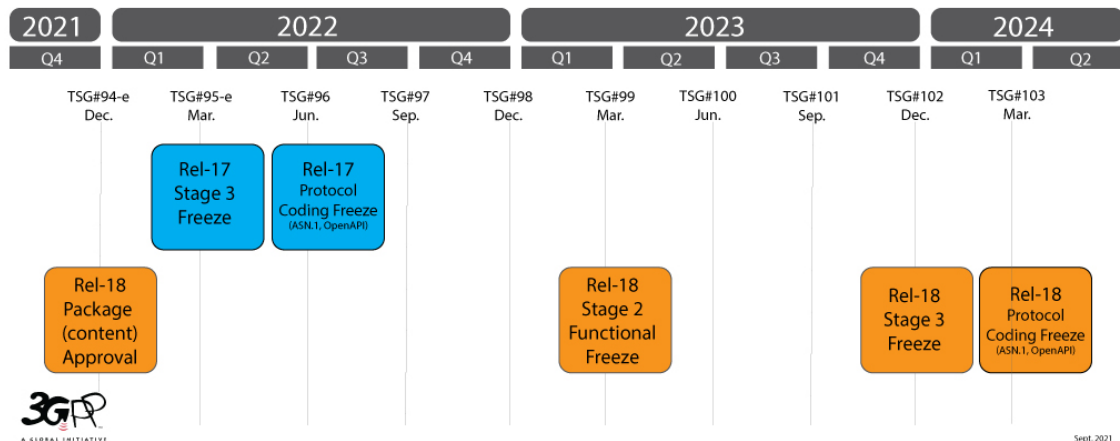 2021 2022 2023 2024
Q4 Q1 Q2 Q3 Q4 Q1 Q2 Q3 Q4 Q1 Q2
TSG#94-e TSG#95-e TSG#96 TSG#97 TSG#98 TSG#99 TSG#100 TSG#101 TSG#102 TSG#103
Dec. Mar. Jun. Sep. Dec. Mar. Jun. Sep. Dec. Mar.
Rel-17
Stage 3
Freeze
Rel-17
Protocol
Coding Freeze
(ASN.1, OpenAPI)
Rel-18
Package
(content)
Approval
Rel-18
Stage 2
Functional
Freeze
Rel-18
Stage 3
Freeze
Rel-18
Protocol
Coding Freeze
(ASN.1, OpenAPI)
3GPP
A GLOBAL INITIATIVE
Sept. 2021